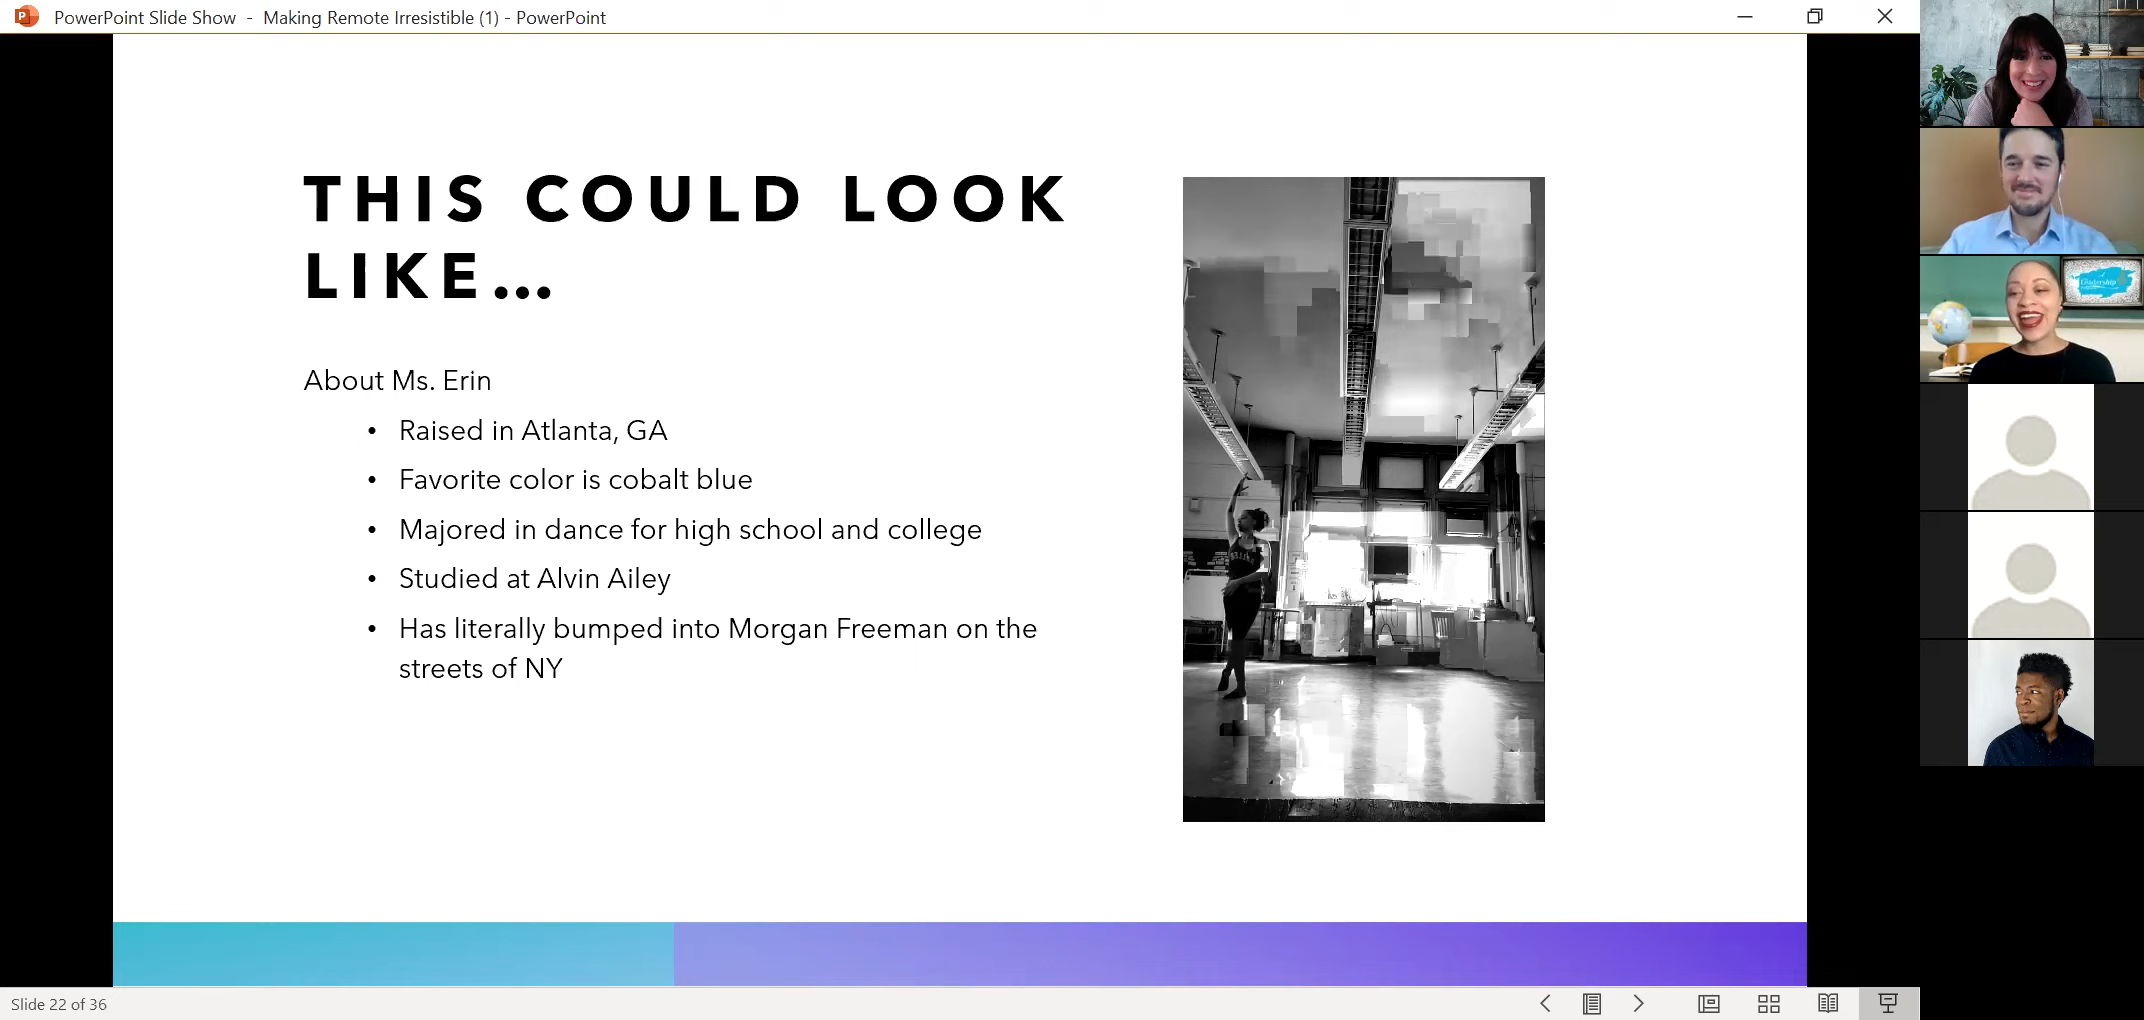 PowerPoint Slide Show - Making Remote Irresistible (1) - PowerPoint
THIS COULD LOOK
LIKE...
About Ms. Erin
• Raised in Atlanta, GA
• Favorite color is cobalt blue
• Majored in dance for high school and college
• Studied at Alvin Ailey
• Has literally bumped into Morgan Freeman on the
streets of NY
Leadership
Slide 22 of 36